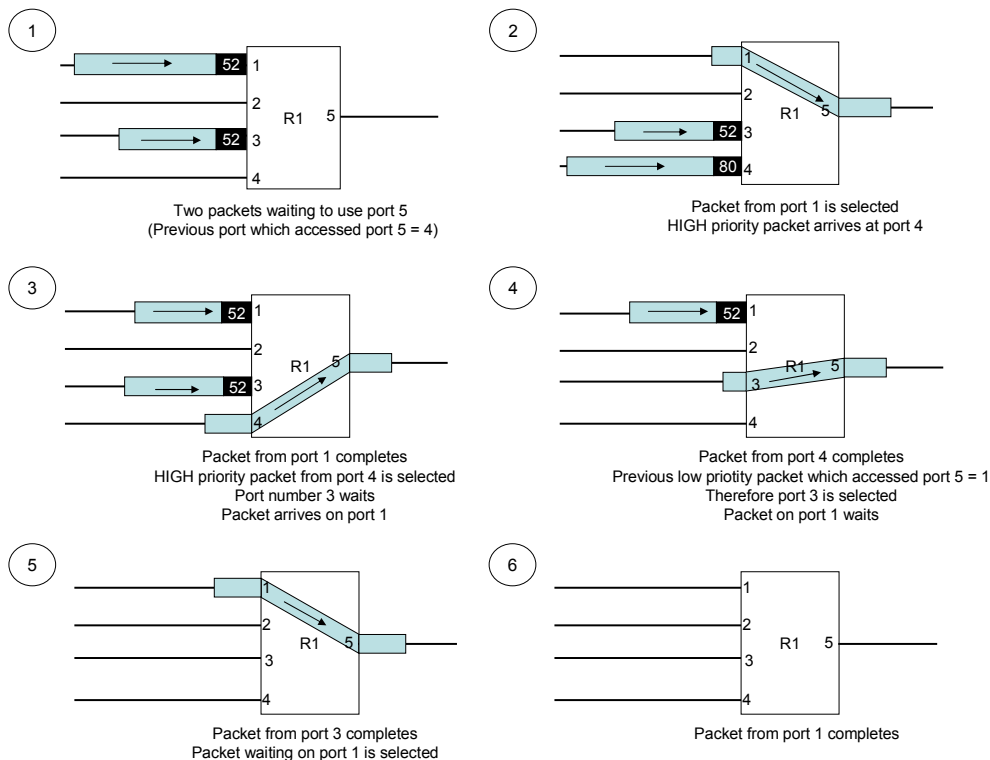 1
52 1
2
R1 5
52 3
4
Two packets waiting to use port 5
(Previous port which accessed port 5 = 4)
2
1
2
5
R1
52 3
80 4
Packet from port 1 is selected
HIGH priority packet arrives at port 4
3
52 1
2
5
R1
52 3
4
Packet from port 1 completes
HIGH priority packet from port 4 is selected
Port number 3 waits
Packet arrives on port 1
4
52 1
2
R1 5
3
4
Packet from port 4 completes
Previous low priotity packet which accessed port 5 = 1
Therefore port 3 is selected
Packet on port 1 waits
5
1
2
R1 5
3
4
Packet from port 3 completes
Packet waiting on port 1 is selected
6
1
2
R1 5
3
4
Packet from port 1 completes